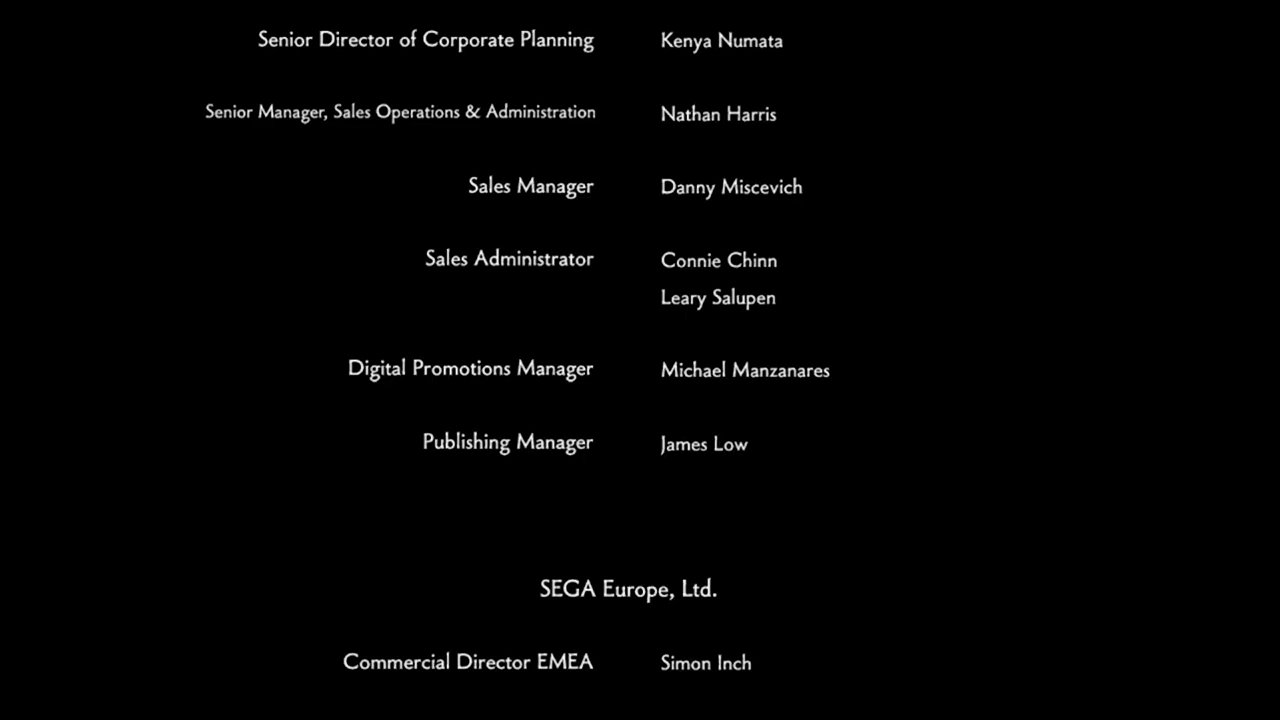 Senior Director of Corporate Planning Kenya Numata
Senior Manager, Sales Operations & Administration Nathan Harris
Sales Manager Danny Miscevich
Sales Administrator Connie Chinn
Leary Salupen
Digital Promotions Manager Michael Manzanares
Publishing Manager James Low
SEGA Europe, Ltd.
Commercial Director EMEA Simon Inch